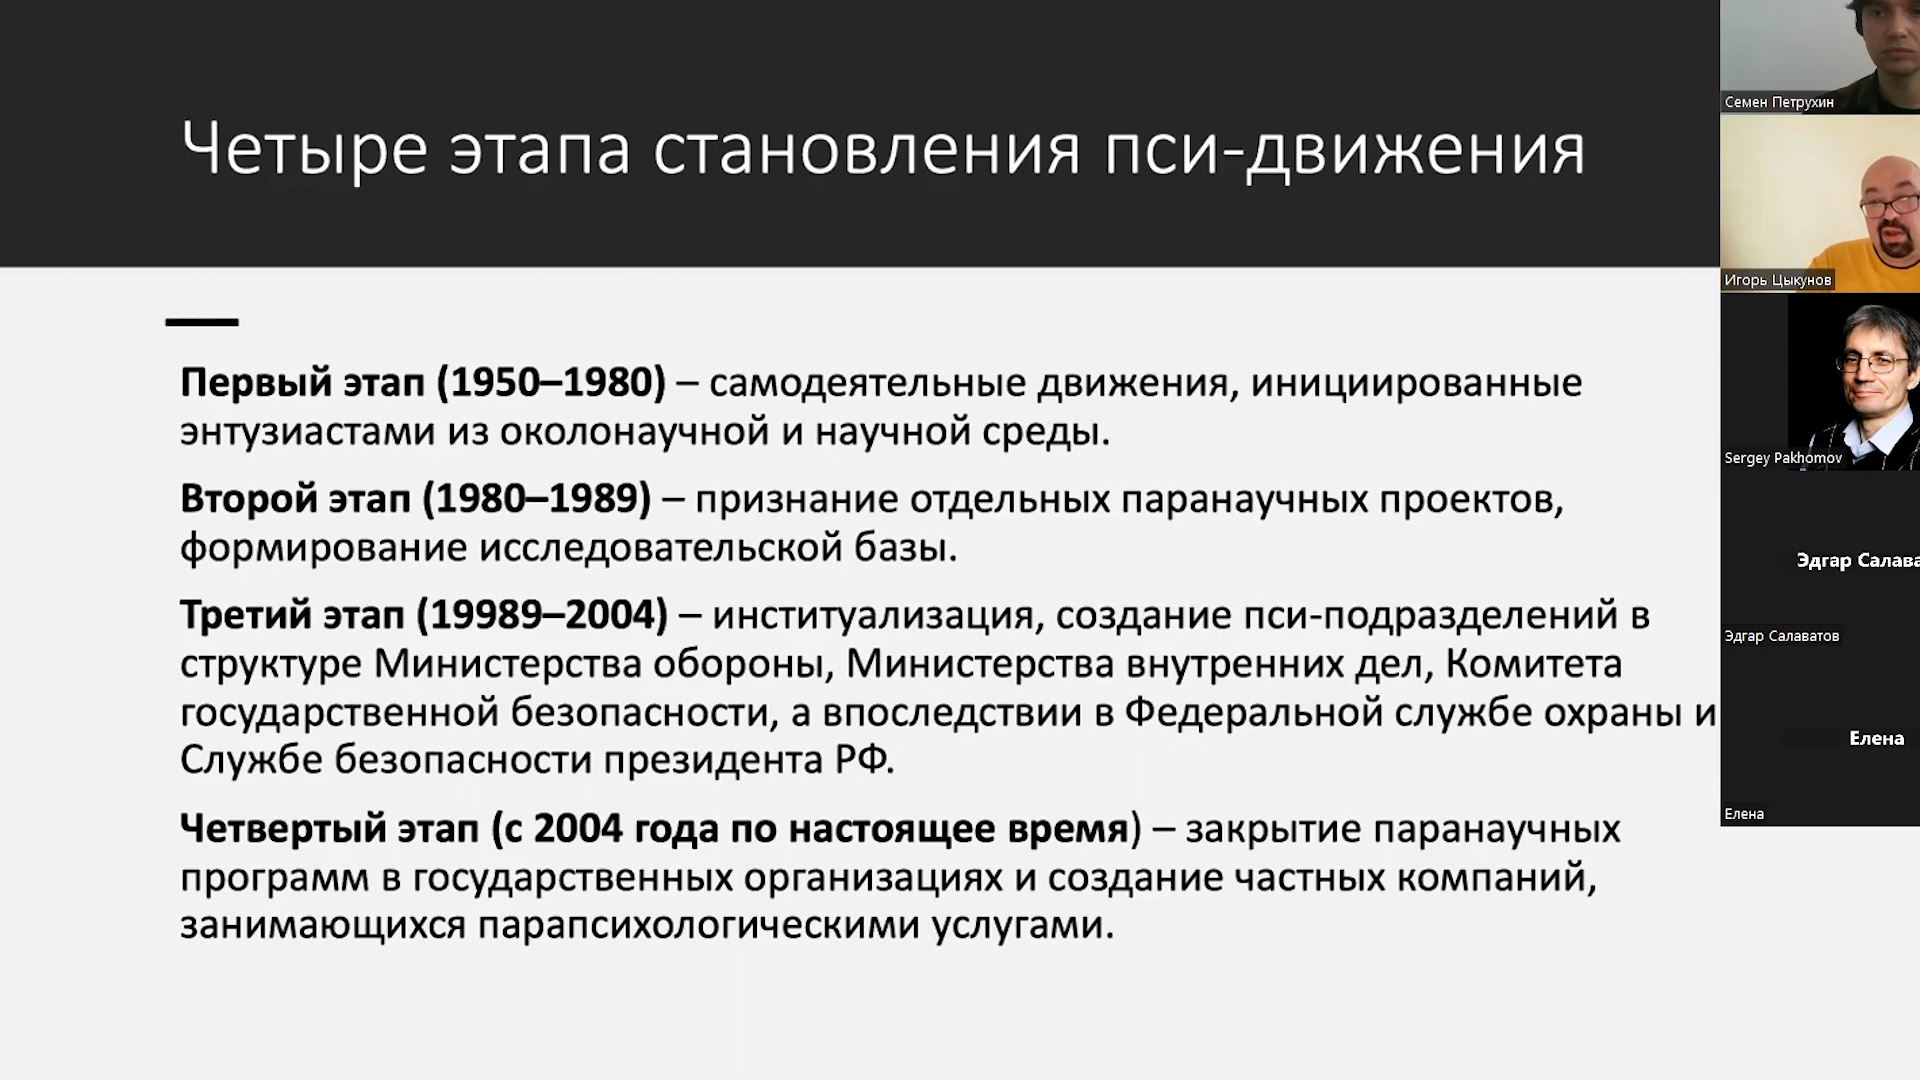 Четыре этапа становления пси-движения
Первый этап (1950–1980) – самодеятельные движения, инициированные
энтузиастами из околонаучной и научной среды.
Второй этап (1980–1989) – признание отдельных паранаучных проектов,
формирование исследовательской базы.
Третий этап (19989–2004) – институализация, создание пси-подразделений в
структуре Министерства обороны, Министерства внутренних дел, Комитета
государственной безопасности, а впоследствии в Федеральной службе охраны и
Службе безопасности президента РФ.
Четвертый этап (с 2004 года по настоящее время) – закрытие паранаучных
программ в государственных организациях и создание частных компаний,
занимающихся парапсихологическими услугами.
Семен Петрухин
Игорь Цыкунов
Sergey Pakhomov
Эдгар Салава
Эдгар Салаватов
Елена
Елена